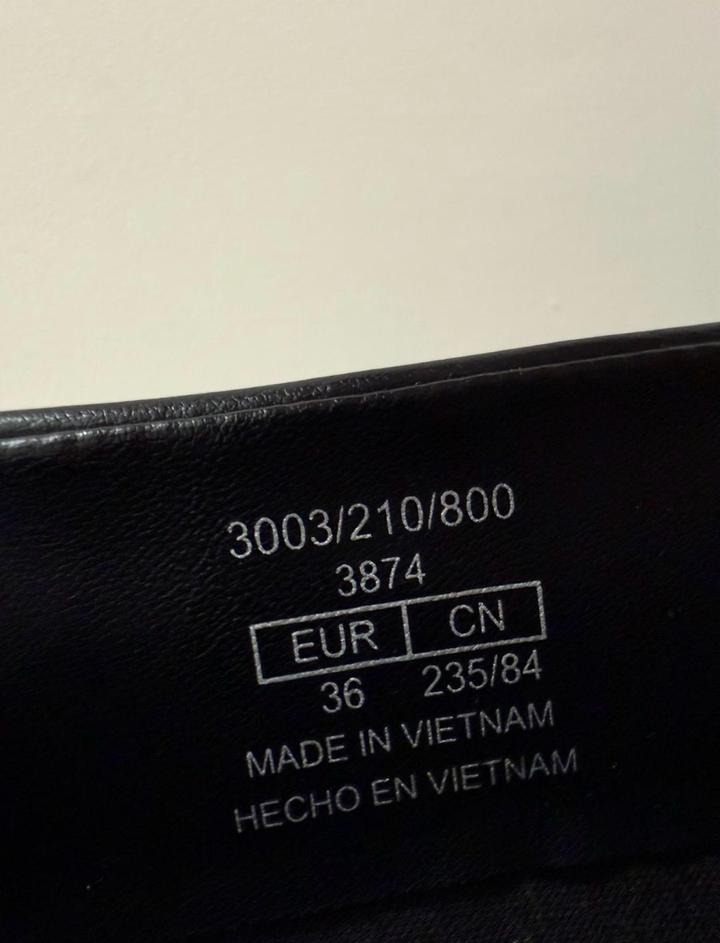 3003/210/800
3874
EUR CN
36 235/84
MADE IN VIETNAM
HECHO EN VIETNAM